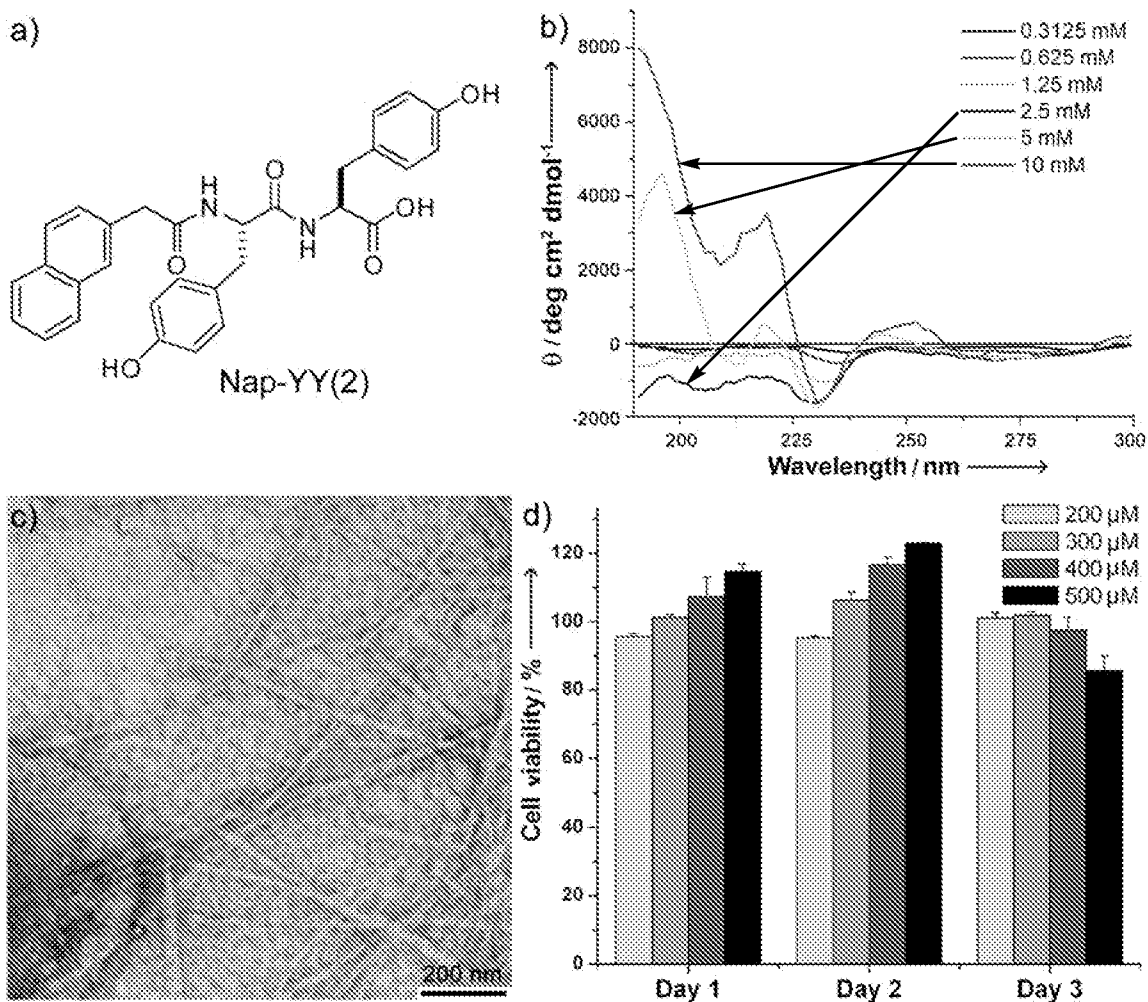 a)
OH
H
N
O
O
N
H
OH
O
HO
Nap-YY(2)
b)
0.3125 mM
0.625 mM
1.25 mM
2.5 mM
5 mM
10 mM
θ / deg cm² dmol⁻¹
8000
6000
4000
2000
0
-2000
200 225 250 275 300
Wavelength / nm
c)
200 nm
d)
200 µM
300 µM
400 µM
500 µM
Cell viability / %
120
100
80
60
40
20
0
Day 1 Day 2 Day 3